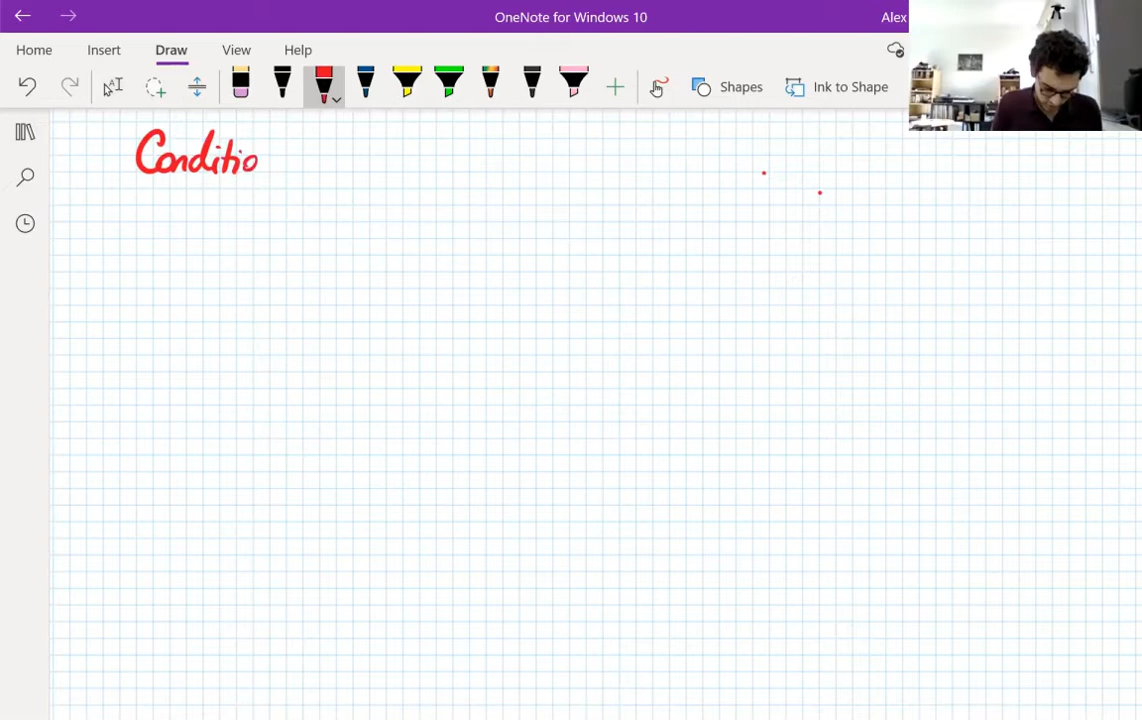 OneNote for Windows 10
Alex
Home Insert Draw View Help
Shapes Ink to Shape
Conditio